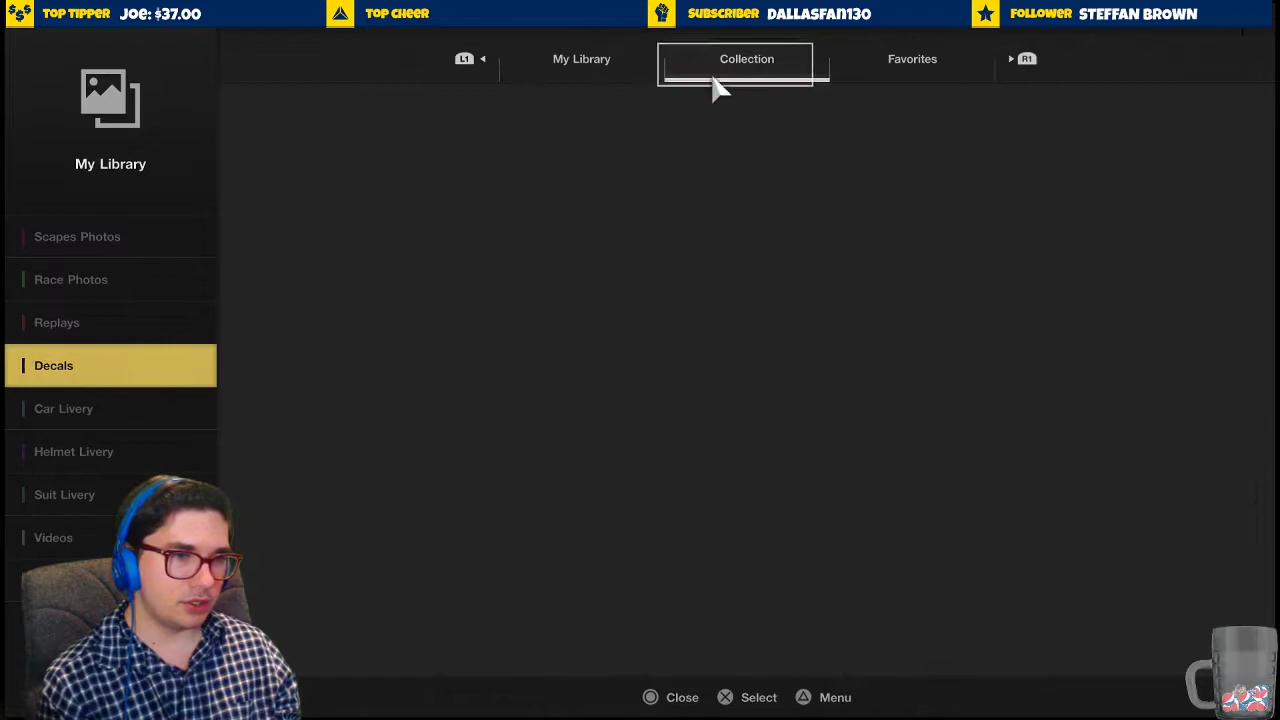 TOP TIPPER JOE: $37.00
TOP CHEER
SUBSCRIBER DALLASFAN130
FOLLOWER STEFFAN BROWN
L1 My Library Collection Favorites R1
My Library
Scapes Photos
Race Photos
Replays
Decals
Car Livery
Helmet Livery
Suit Livery
Videos
Close Select Menu